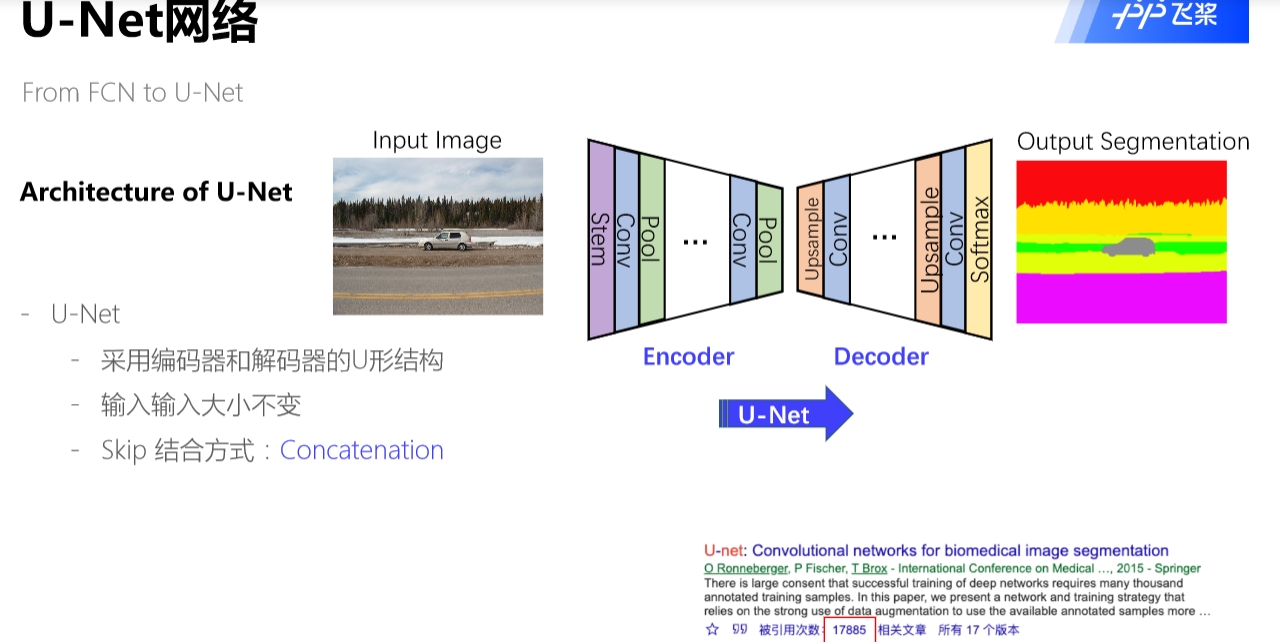 U-Net网络
飞桨
From FCN to U-Net
Input Image
Output Segmentation
Architecture of U-Net
Stem
Conv
Pool
...
Conv
Pool
Upsample
Conv
...
Upsample
Conv
Softmax
Encoder
Decoder
U-Net
- U-Net
- 采用编码器和解码器的U形结构
- 输入输入大小不变
- Skip 结合方式：Concatenation
U-net: Convolutional networks for biomedical image segmentation
O Ronneberger, P Fischer, T Brox - International Conference on Medical ..., 2015 - Springer
There is large consent that successful training of deep networks requires many thousand
annotated training samples. In this paper, we present a network and training strategy that
relies on the strong use of data augmentation to use the available annotated samples more ...
被引用次数: 17885 相关文章 所有 17 个版本